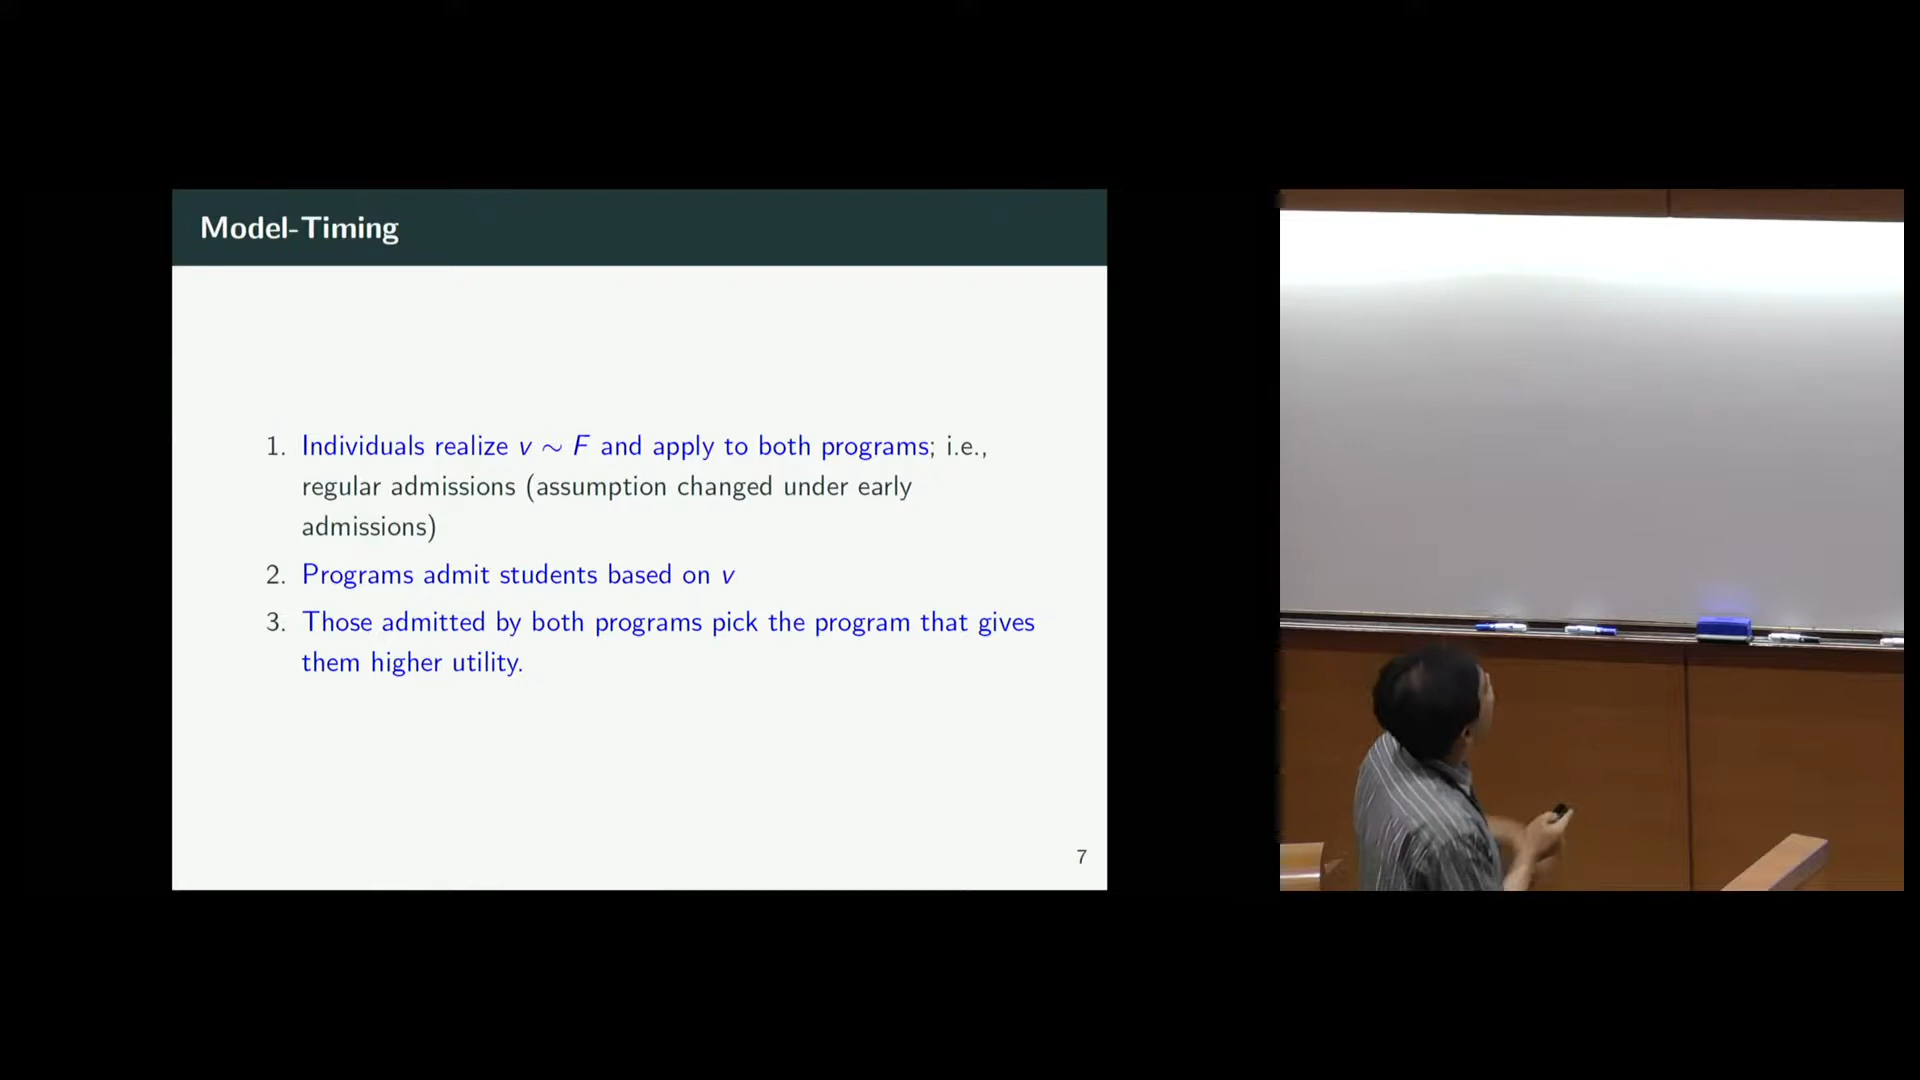 Model-Timing
1. Individuals realize v ∼ F and apply to both programs; i.e.,
regular admissions (assumption changed under early
admissions)
2. Programs admit students based on v
3. Those admitted by both programs pick the program that gives
them higher utility.
7